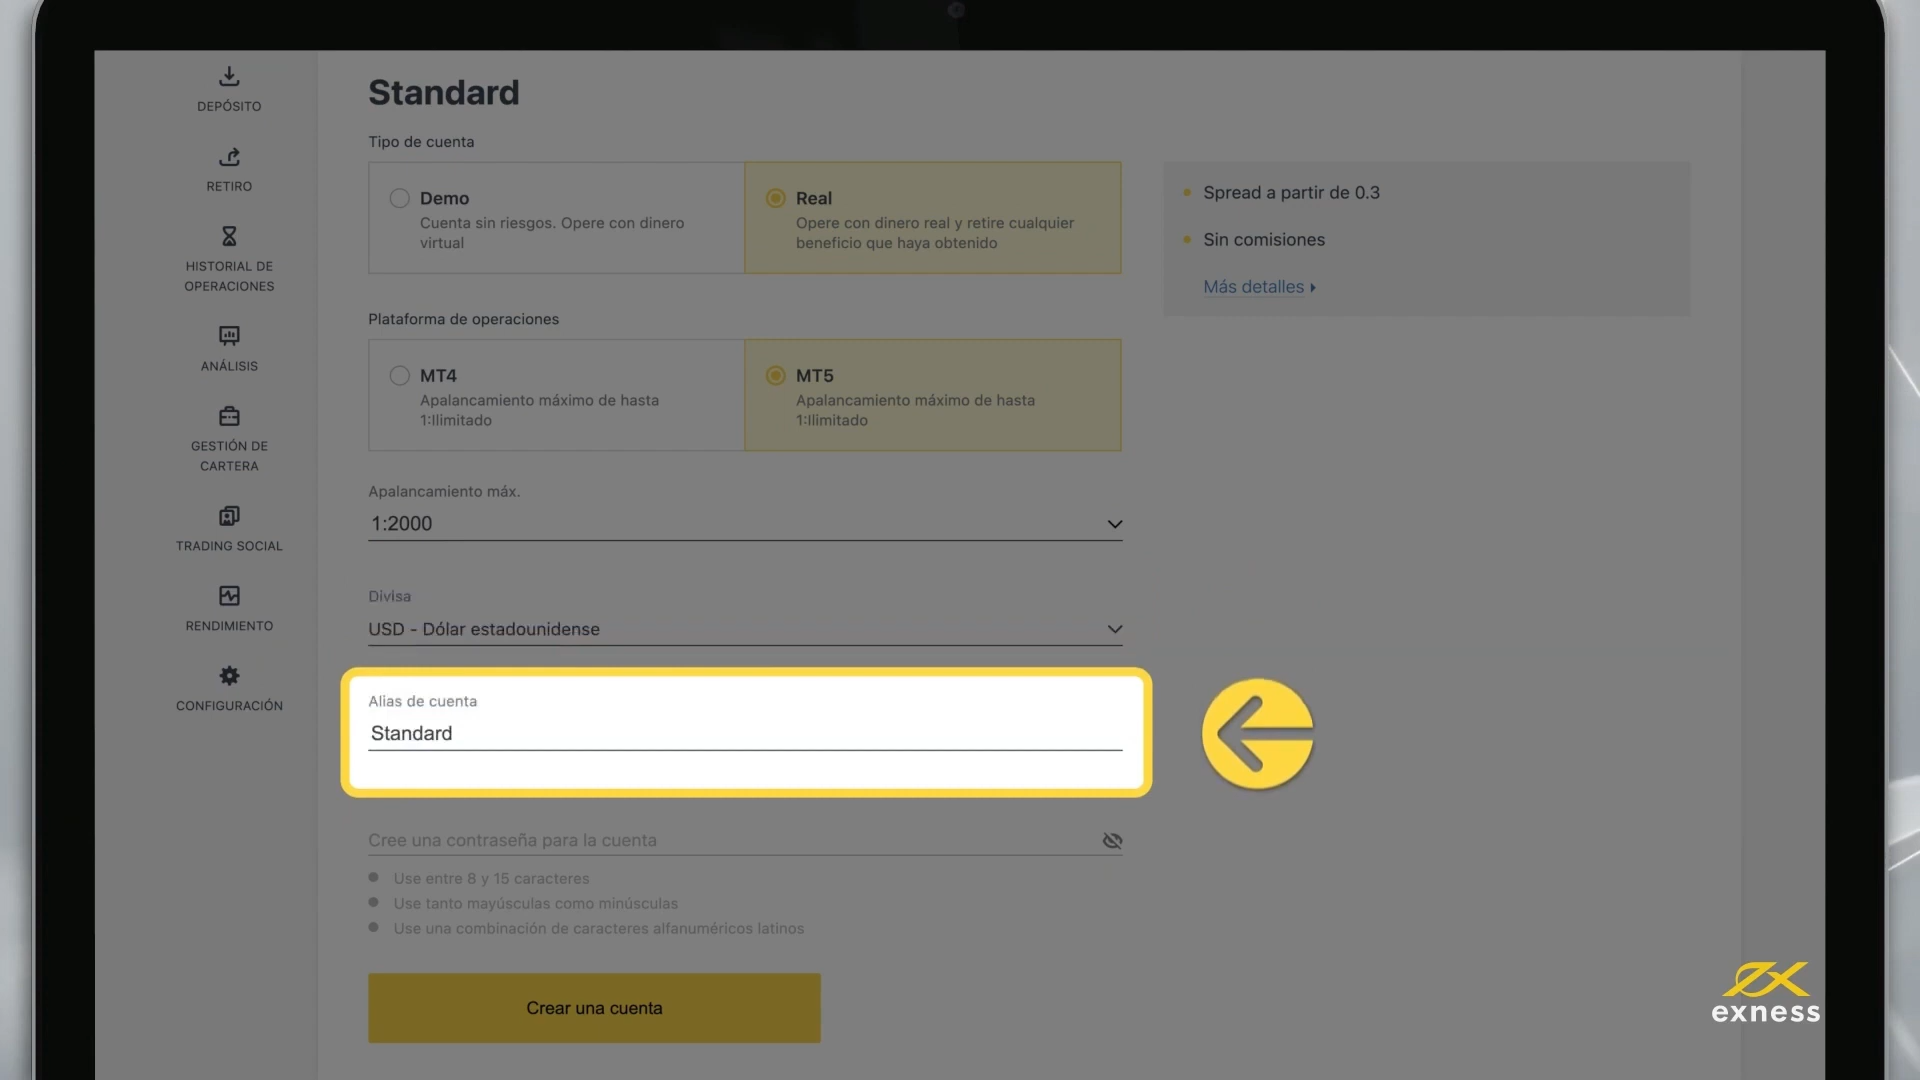 DEPÓSITO
RETIRO
HISTORIAL DE
OPERACIONES
ANÁLISIS
GESTIÓN DE
CARTERA
TRADING SOCIAL
RENDIMIENTO
CONFIGURACIÓN
Standard
Tipo de cuenta
Demo
Cuenta sin riesgos. Opere con dinero
virtual
Real
Opere con dinero real y retire cualquier
beneficio que haya obtenido
Spread a partir de 0.3
Sin comisiones
Más detalles
Plataforma de operaciones
MT4
Apalancamiento máximo de hasta
1:Ilimitado
MT5
Apalancamiento máximo de hasta
1:Ilimitado
Apalancamiento máx.
1:2000
Divisa
USD - Dólar estadounidense
Alias de cuenta
Standard
Cree una contraseña para la cuenta
Use entre 8 y 15 caracteres
Use tanto mayúsculas como minúsculas
Use una combinación de caracteres alfanuméricos latinos
Crear una cuenta
exness